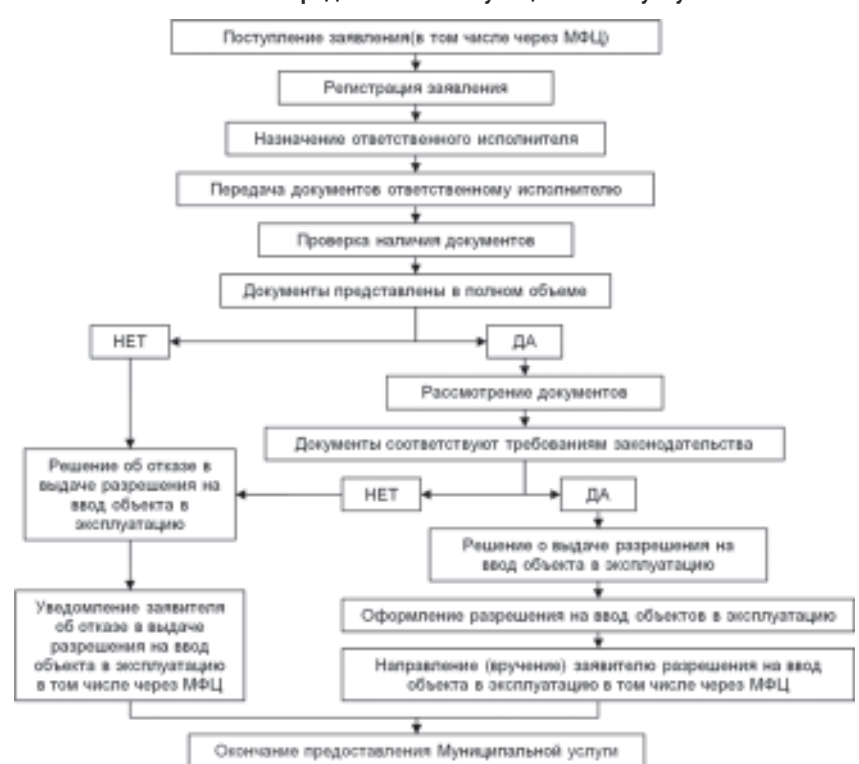 Поступление заявления(в том числе через МФЦ)
Регистрация заявления
Назначение ответственного исполнителя
Передача документов ответственному исполнителю
Проверка наличия документов
Документы представлены в полном объеме
НЕТ
ДА
Рассмотрение документов
Документы соответствуют требованиям законодательства
Решение об отказе в
выдаче разрешения на
ввод объекта в
эксплуатацию
НЕТ
ДА
Решение о выдаче разрешения на
ввод объекта в эксплуатацию
Уведомление заявителя
об отказе в выдаче
разрешения на ввод
объекта в эксплуатацию
в том числе через МФЦ
Оформление разрешения на ввод объектов в эксплуатацию
Направление (вручение) заявителю разрешения на ввод
объекта в эксплуатацию в том числе через МФЦ
Окончание предоставления Муниципальной услуги